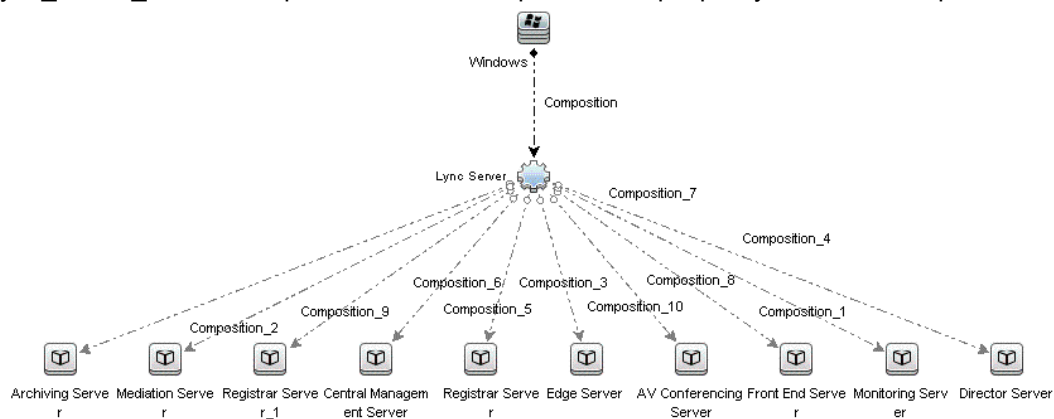 Windows
Composition
Lync Server
Composition_7
Composition_4
Composition_6
Composition_3
Composition_8
Composition_9
Composition_5
Composition_10
Composition_1
Composition_2
Archiving Serve
r
Mediation Serve
r
Registrar Serve
r_1
Central Managem
ent Server
Registrar Serve
r
Edge Server
AV Conferencing
Server
Front End Serve
r
Monitoring Serv
er
Director Server